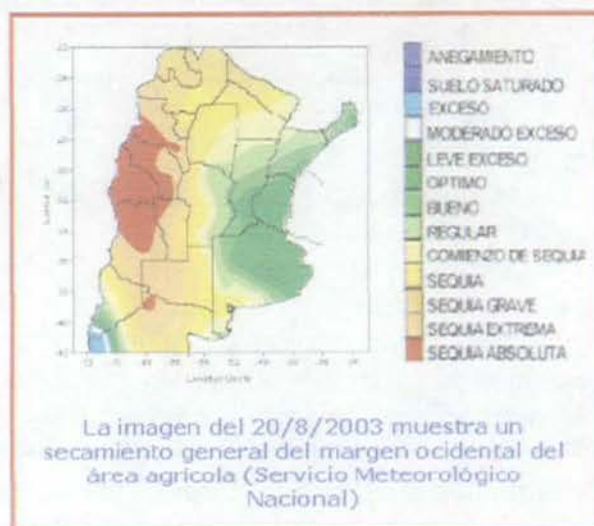 ANEGAMIENTO
SUELO SATURADO
EXCESO
MODERADO EXCESO
LEVE EXCESO
OPTIMO
BUENO
REGULAR
COMIENZO DE SEQUIA
SEQUIA
SEQUIA GRAVE
SEQUIA EXTREMA
SEQUIA ABSOLUTA
La imagen del 20/8/2003 muestra un
secamiento general del margen ocidental del
área agrícola (Servicio Meteorológico
Nacional)